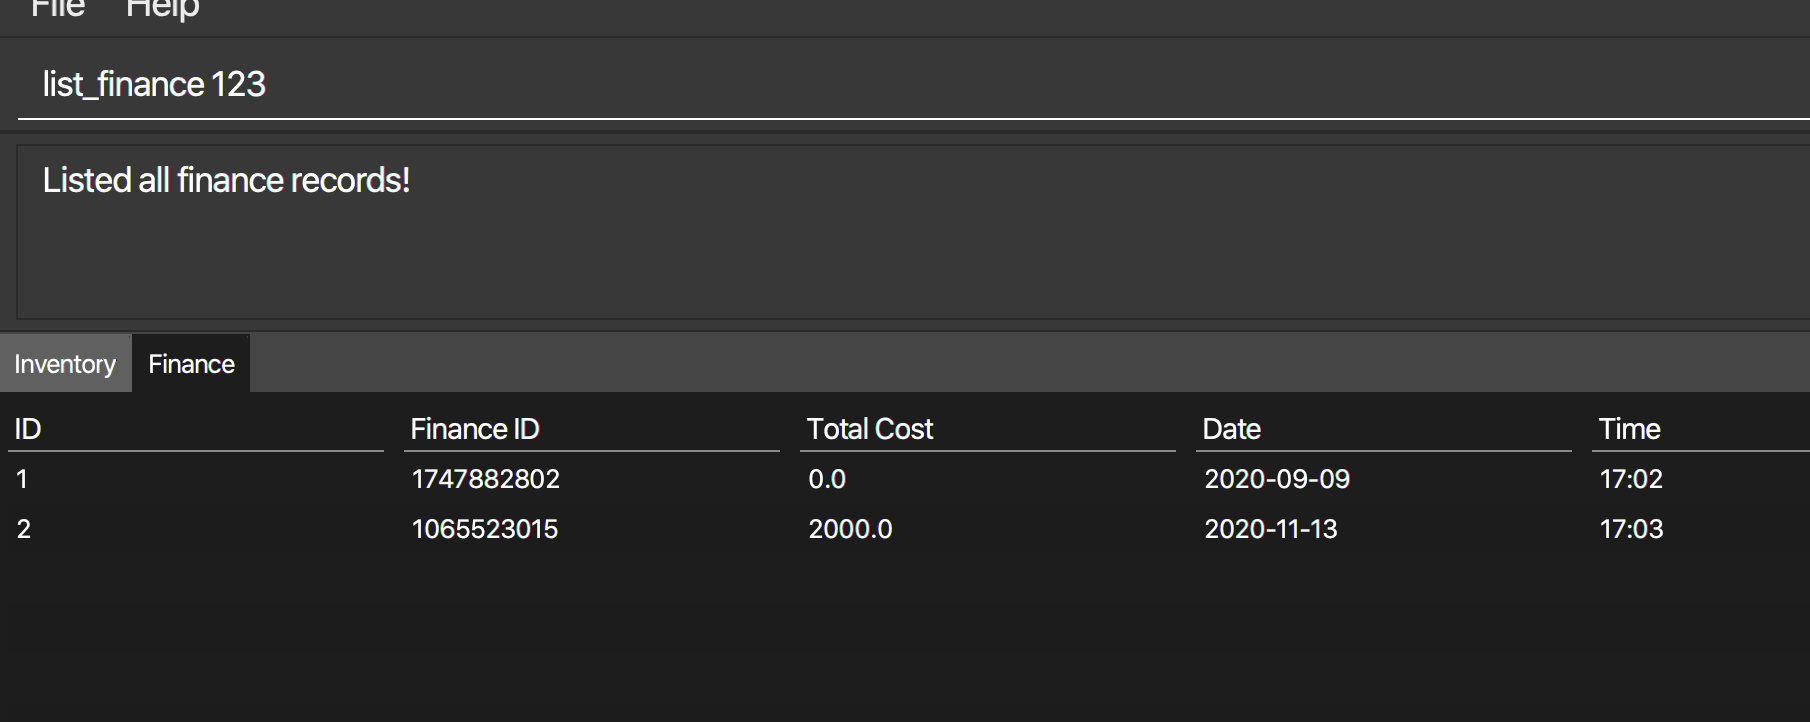 File Help
list_finance 123
Listed all finance records!
Inventory Finance
ID Finance ID Total Cost Date Time
1 1747882802 0.0 2020-09-09 17:02
2 1065523015 2000.0 2020-11-13 17:03